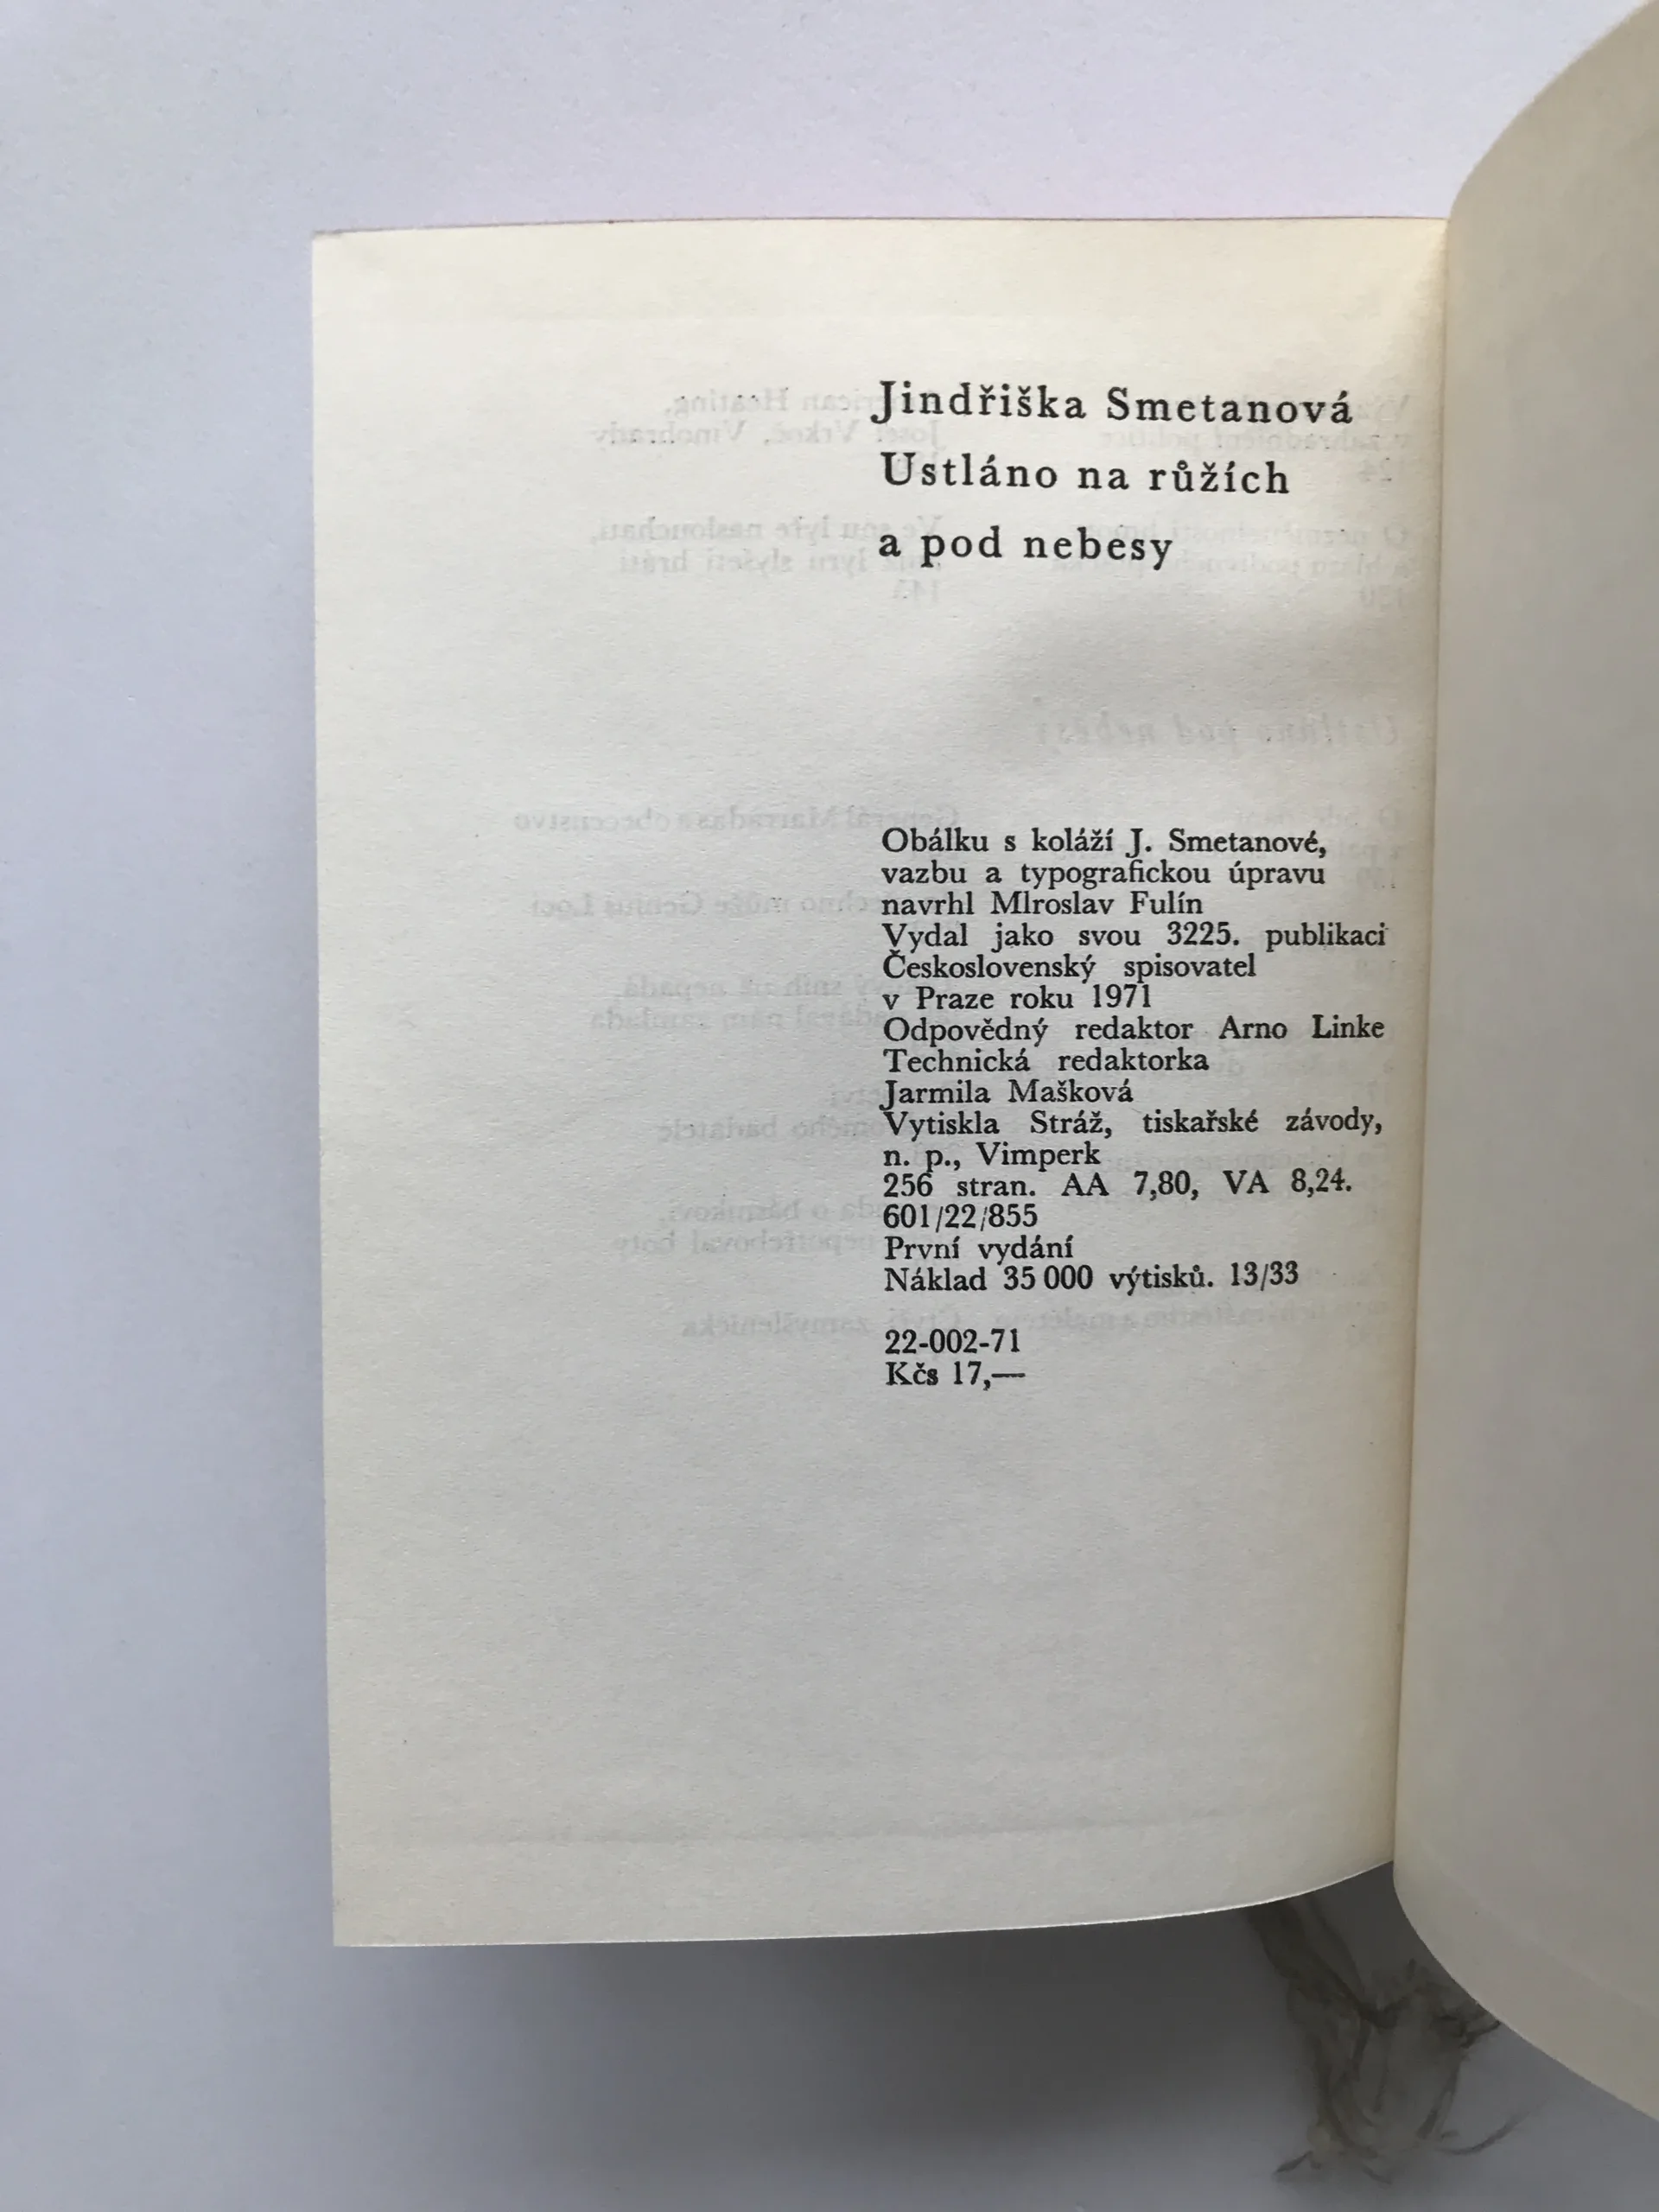 Jindřiška Smetanová
Ustláno na růžích
a pod nebesy
Obálku s koláží J. Smetanové,
vazbu a typografickou úpravu
navrhl Mlroslav Fulín
Vydal jako svou 3225. publikaci
Československý spisovatel
v Praze roku 1971
Odpovědný redaktor Arno Linke
Technická redaktorka
Jarmila Mašková
Vytiskla Stráž, tiskařské závody,
n. p., Vimperk
256 stran. AA 7,80, VA 8,24.
601/22/855
První vydání
Náklad 35 000 výtisků. 13/33
22-002-71
Kčs 17,—